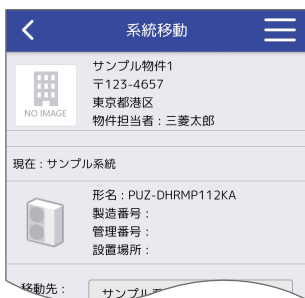 系統移動
サンプル物件1
〒123-4657
東京都港区
NO IMAGE
物件担当者 : 三菱太郎
現在 : サンプル系統
形名 : PUZ-DHRMP112KA
製造番号 :
管理番号 :
設置場所 :
移動先 :
サンプル